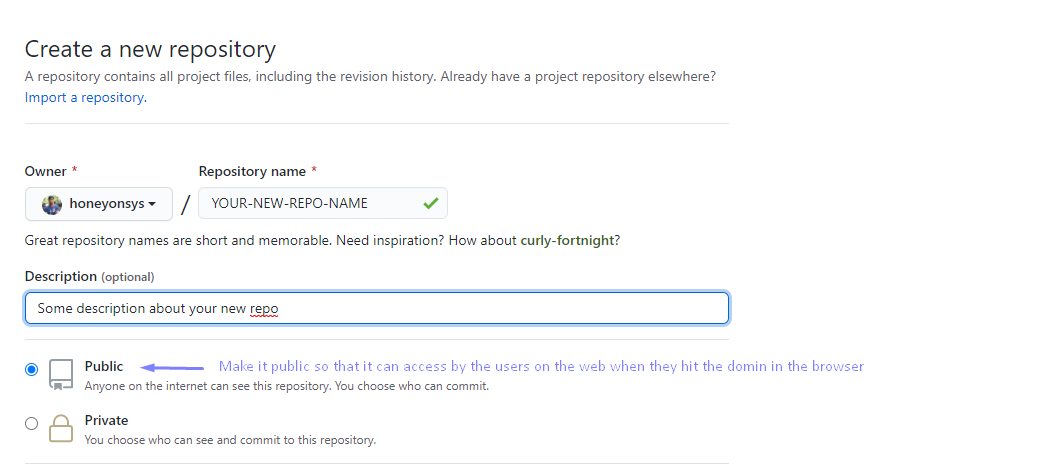 Create a new repository
A repository contains all project files, including the revision history. Already have a project repository elsewhere?
Import a repository.
Owner * Repository name *
honeyonsys / YOUR-NEW-REPO-NAME
Great repository names are short and memorable. Need inspiration? How about curly-fortnight?
Description (optional)
Some description about your new repo
Public Make it public so that it can access by the users on the web when they hit the domin in the browser
Anyone on the internet can see this repository. You choose who can commit.
Private
You choose who can see and commit to this repository.